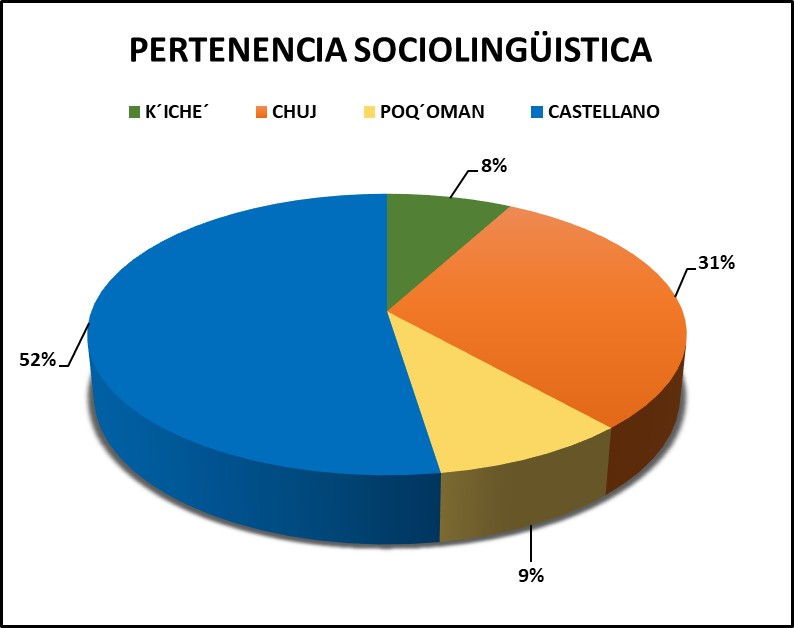 PERTENENCIA SOCIOLINGÜISTICA
K´ICHE´ CHUJ POQ´OMAN CASTELLANO
8%
31%
52%
9%